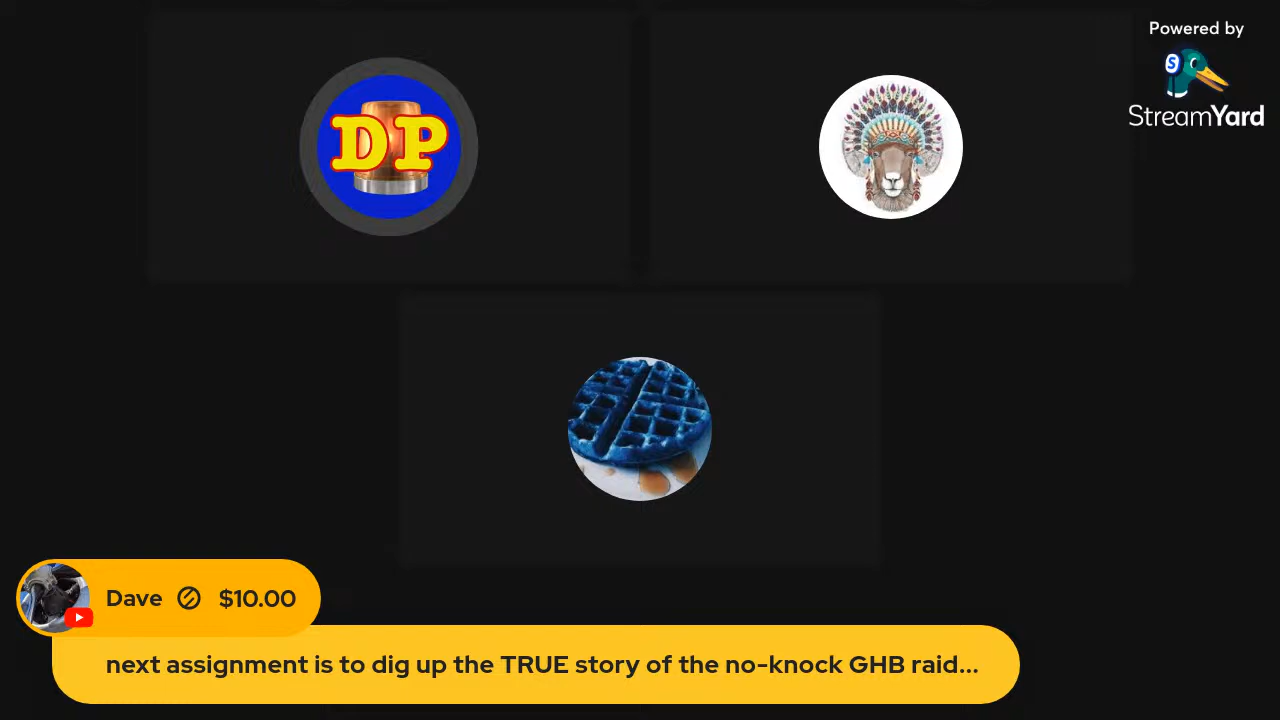 Powered by
StreamYard
DP
S
Dave $10.00
next assignment is to dig up the TRUE story of the no-knock GHB raid...